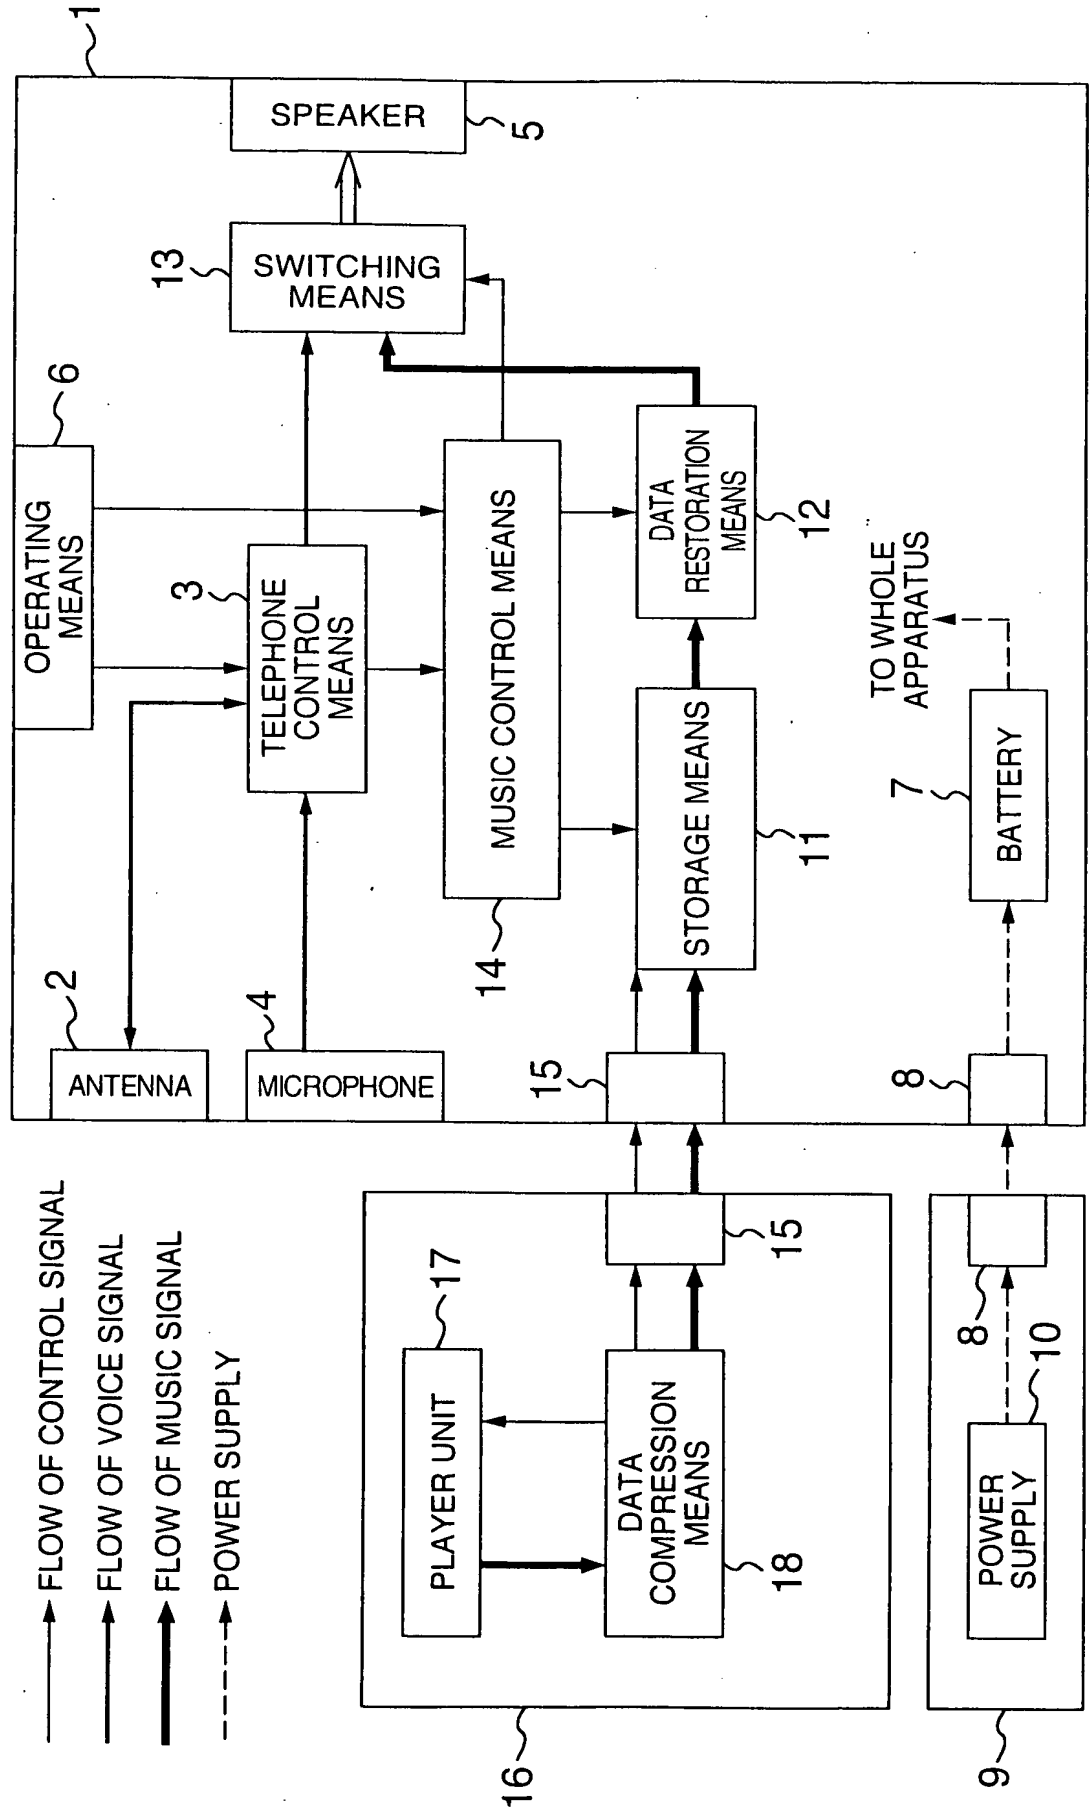 FLOW OF CONTROL SIGNAL
FLOW OF VOICE SIGNAL
FLOW OF MUSIC SIGNAL
POWER SUPPLY
1
2
ANTENNA
OPERATING
MEANS
6
4
MICROPHONE
3
TELEPHONE
CONTROL
MEANS
13
SWITCHING
MEANS
SPEAKER
5
14
MUSIC CONTROL MEANS
16
PLAYER UNIT
17
DATA
COMPRESSION
MEANS
18
15
15
STORAGE MEANS
11
DATA
RESTORATION
MEANS
12
9
POWER
SUPPLY
10
8
8
7
BATTERY
TO WHOLE
APPARATUS